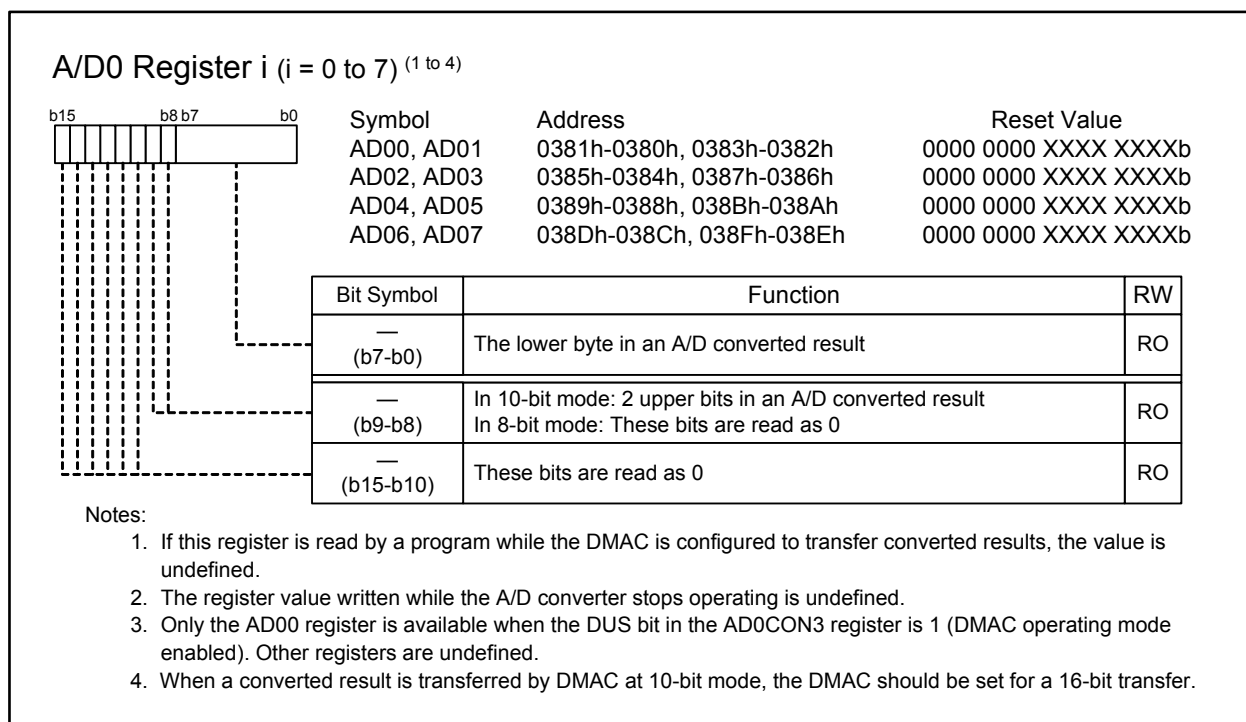 A/D0 Register i (i = 0 to 7) (1 to 4)
b15 b8 b7 b0
Symbol Address Reset Value
AD00, AD01 0381h-0380h, 0383h-0382h 0000 0000 XXXX XXXXb
AD02, AD03 0385h-0384h, 0387h-0386h 0000 0000 XXXX XXXXb
AD04, AD05 0389h-0388h, 038Bh-038Ah 0000 0000 XXXX XXXXb
AD06, AD07 038Dh-038Ch, 038Fh-038Eh 0000 0000 XXXX XXXXb
Bit Symbol Function RW
—
(b7-b0) The lower byte in an A/D converted result RO
—
(b9-b8) In 10-bit mode: 2 upper bits in an A/D converted result
In 8-bit mode: These bits are read as 0 RO
—
(b15-b10) These bits are read as 0 RO
Notes:
1. If this register is read by a program while the DMAC is configured to transfer converted results, the value is
undefined.
2. The register value written while the A/D converter stops operating is undefined.
3. Only the AD00 register is available when the DUS bit in the AD0CON3 register is 1 (DMAC operating mode
enabled). Other registers are undefined.
4. When a converted result is transferred by DMAC at 10-bit mode, the DMAC should be set for a 16-bit transfer.